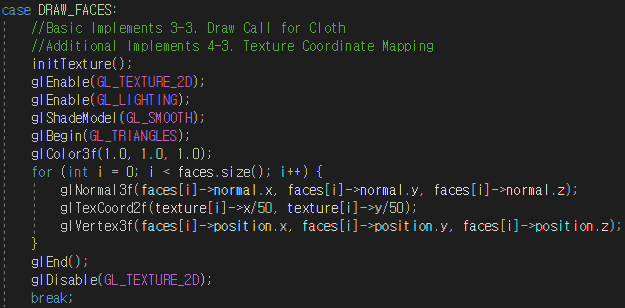 case DRAW_FACES:
//Basic Implements 3-3. Draw Call for Cloth
//Additional Implements 4-3. Texture Coordinate Mapping
initTexture();
glEnable(GL_TEXTURE_2D);
glEnable(GL_LIGHTING);
glShadeModel(GL_SMOOTH);
glBegin(GL_TRIANGLES);
glColor3f(1.0, 1.0, 1.0);
for (int i = 0; i < faces.size(); i++) {
glNormal3f(faces[i]->normal.x, faces[i]->normal.y, faces[i]->normal.z);
glTexCoord2f(texture[i]->x/50, texture[i]->y/50);
glVertex3f(faces[i]->position.x, faces[i]->position.y, faces[i]->position.z);
}
glEnd();
glDisable(GL_TEXTURE_2D);
break;